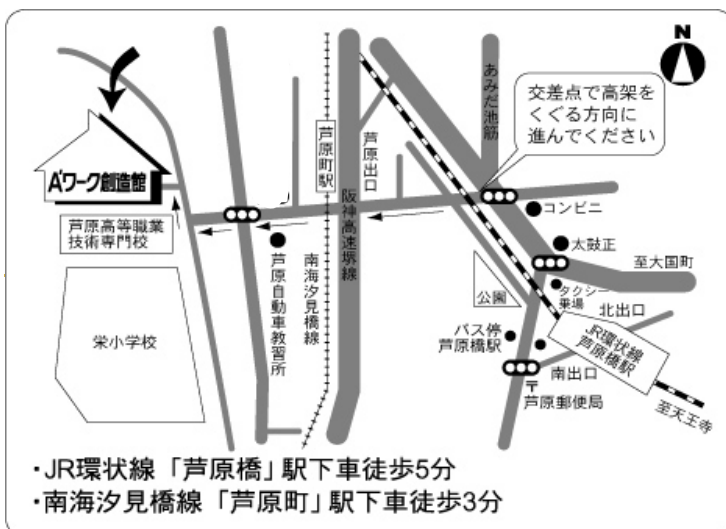 N
あみだ池筋
交差点で高架を
くぐる方向に
進んでください
芦原町駅
芦原出口
阪神高速堺線
A'ワーク創造館
芦原高等職業
技術専門校
コンビニ
太鼓正
至大国町
タクシー
乗場
北出口
公園
栄小学校
芦原自動車教習所
南海汐見橋線
バス停
芦原橋駅
JR環状線
芦原橋駅
南出口
〒
芦原郵便局
至天王寺
・JR環状線「芦原橋」駅下車徒歩5分
・南海汐見橋線「芦原町」駅下車徒歩3分